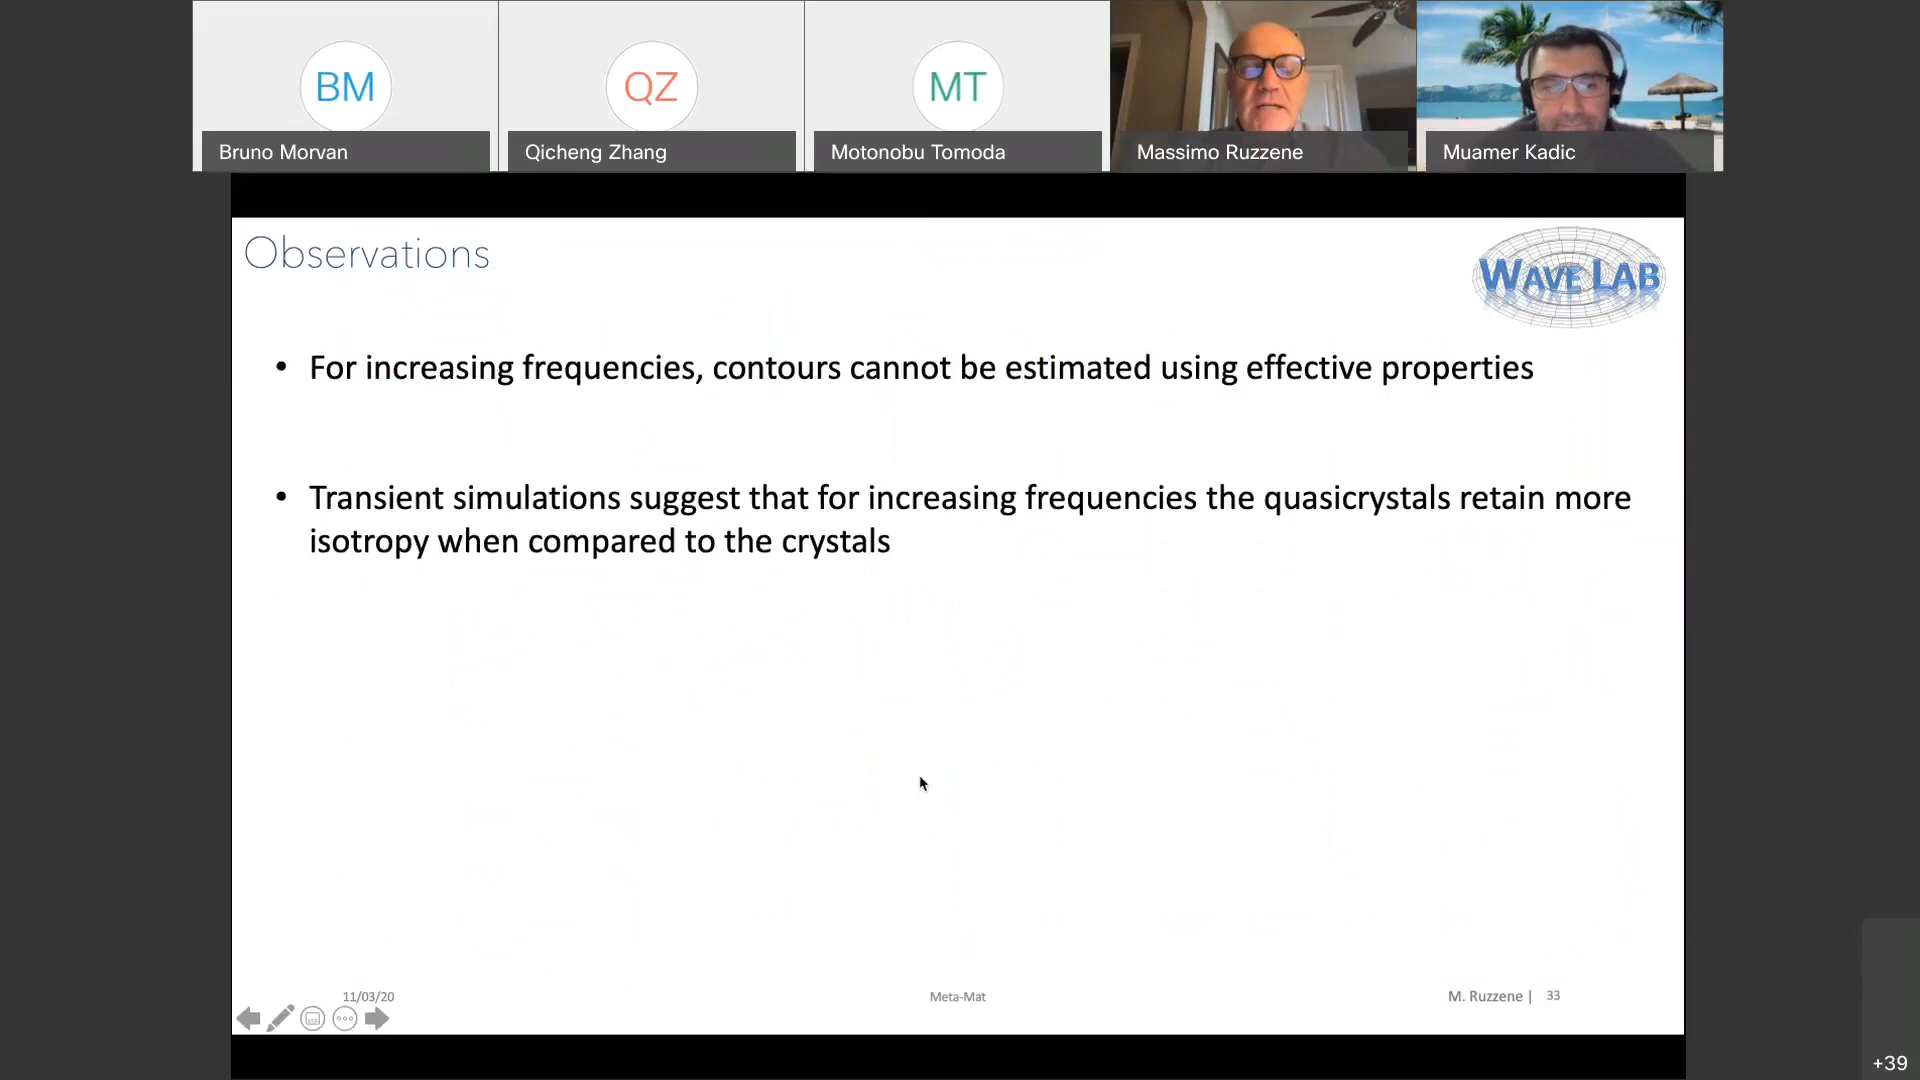 BM
QZ
MT
Bruno Morvan
Qicheng Zhang
Motonobu Tomoda
Massimo Ruzzene
Muamer Kadic
Observations
WAVE LAB
• For increasing frequencies, contours cannot be estimated using effective properties
• Transient simulations suggest that for increasing frequencies the quasicrystals retain more
isotropy when compared to the crystals
11/03/20
Meta-Mat
M. Ruzzene | 33
+39